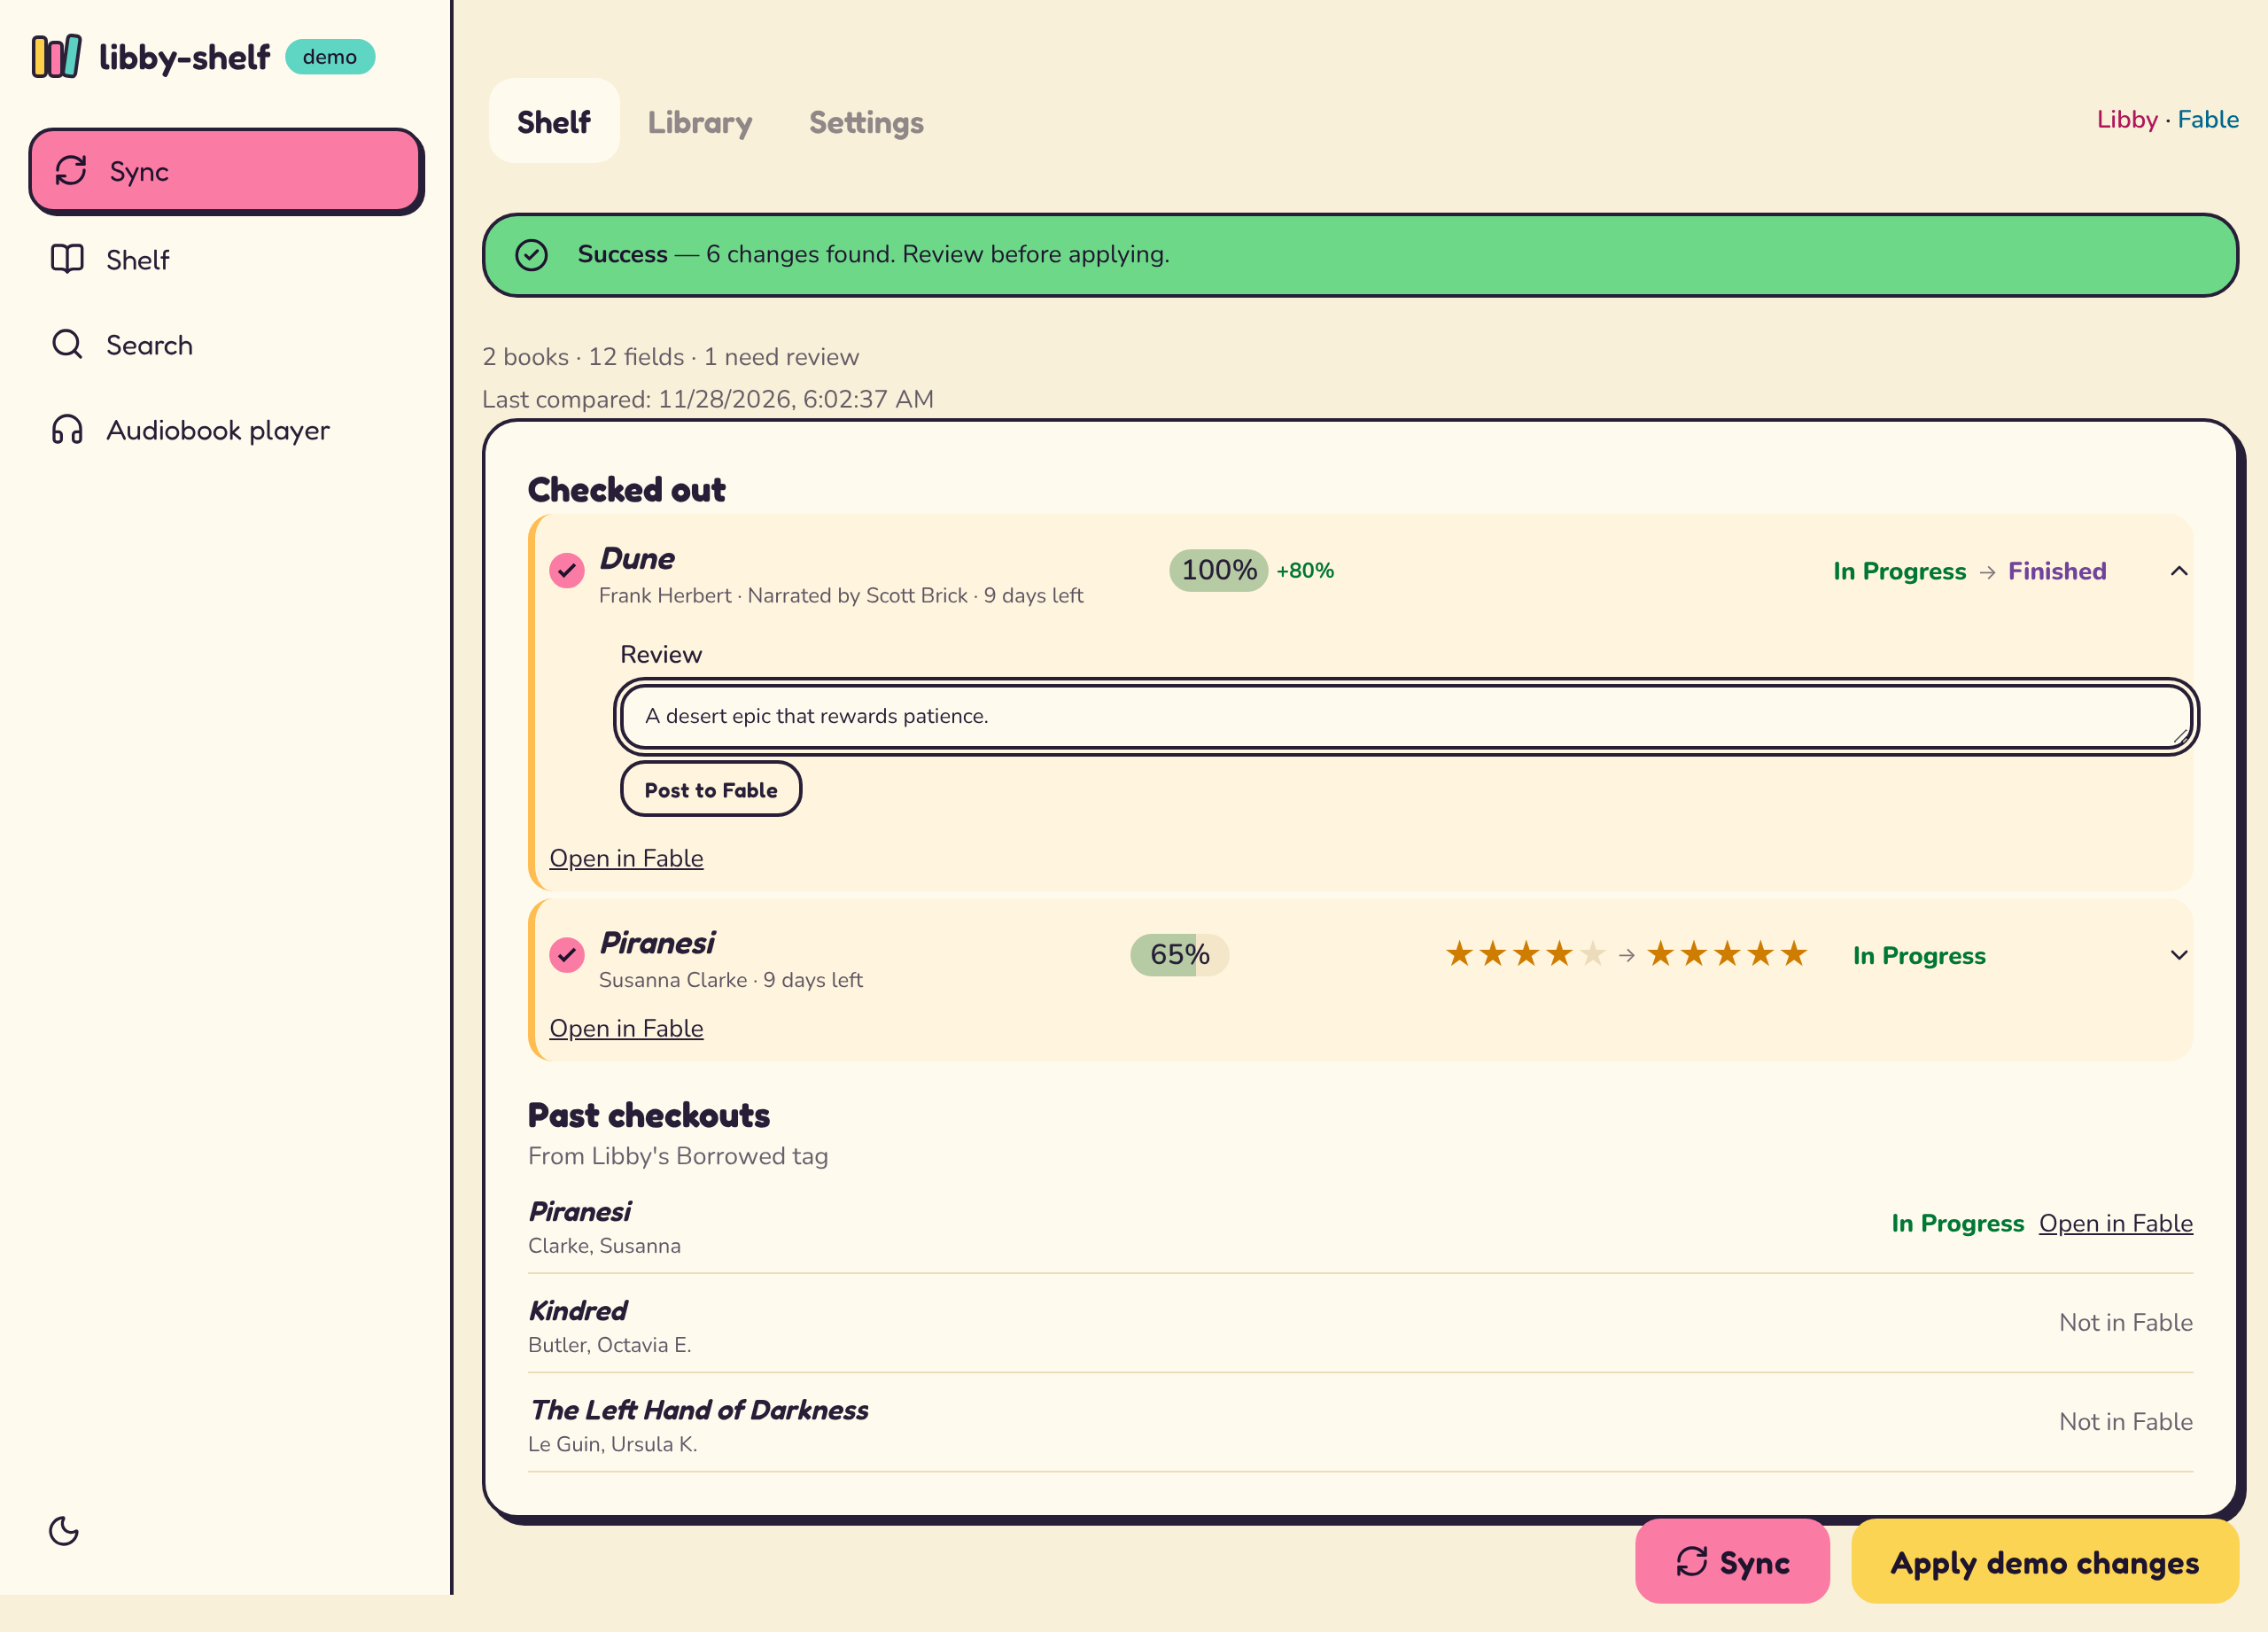 libby-shelf demo
Sync
Shelf
Search
Audiobook player
Shelf Library Settings
Libby · Fable
Success — 6 changes found. Review before applying.
2 books · 12 fields · 1 need review
Last compared: 11/28/2026, 6:02:37 AM
Checked out
Dune
Frank Herbert · Narrated by Scott Brick · 9 days left
100% +80%
In Progress → Finished
Review
A desert epic that rewards patience.
Post to Fable
Open in Fable
Piranesi
Susanna Clarke · 9 days left
65%
★★★★★ → ★★★★★
In Progress
Open in Fable
Past checkouts
From Libby's Borrowed tag
Piranesi
Clarke, Susanna
In Progress Open in Fable
Kindred
Butler, Octavia E.
Not in Fable
The Left Hand of Darkness
Le Guin, Ursula K.
Not in Fable
Sync
Apply demo changes